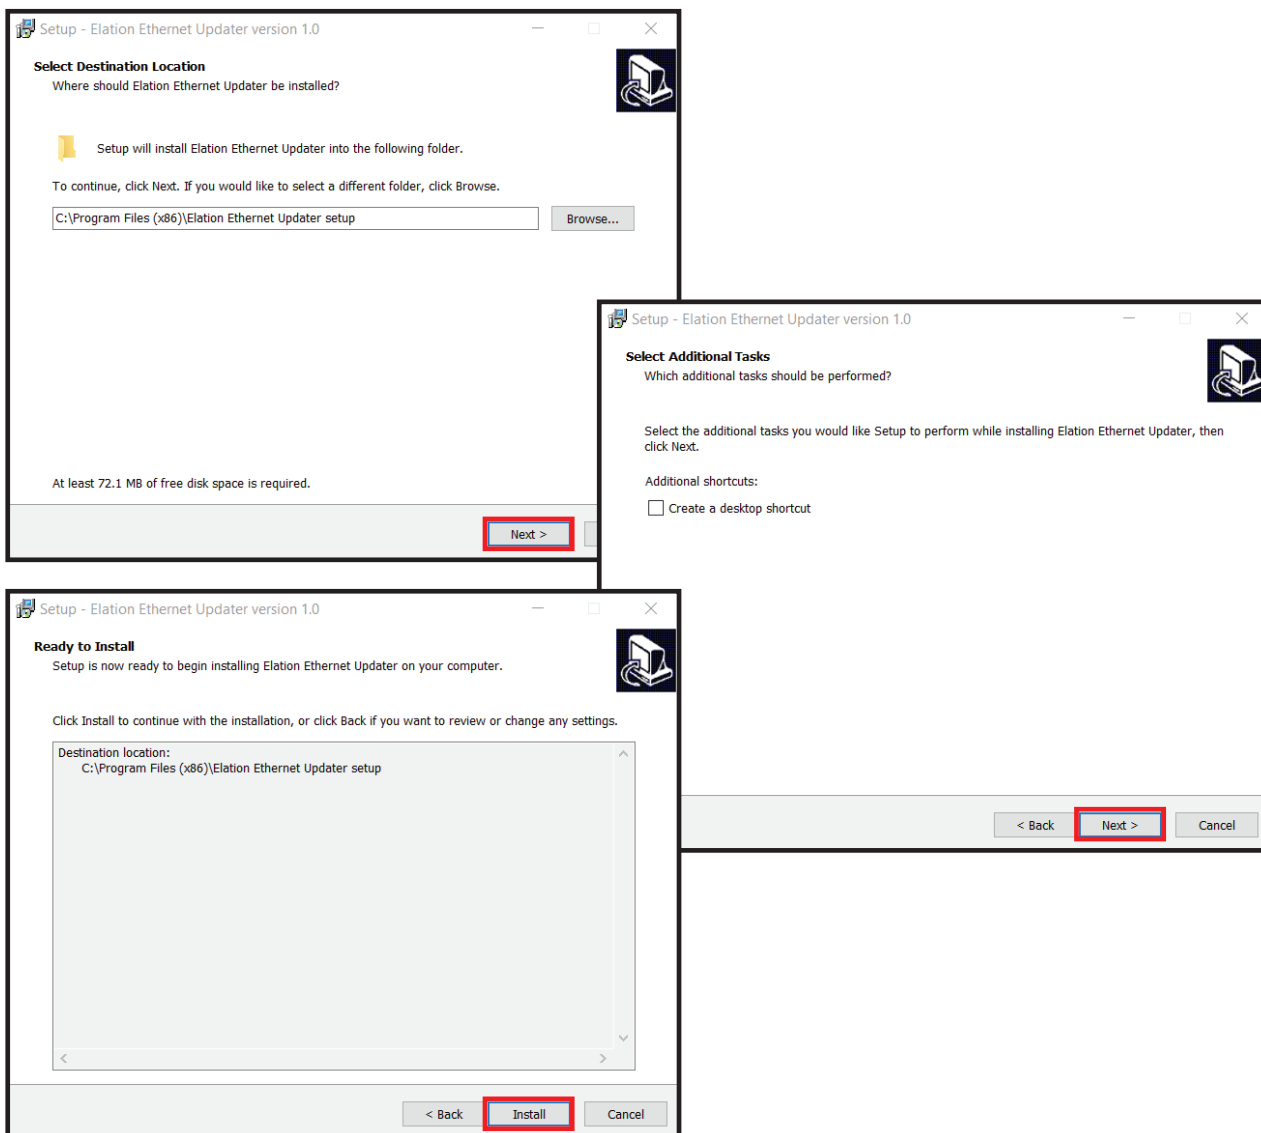 Setup - Elation Ethernet Updater version 1.0
Select Destination Location
Where should Elation Ethernet Updater be installed?
Setup will install Elation Ethernet Updater into the following folder.
To continue, click Next. If you would like to select a different folder, click Browse.
C:\Program Files (x86)\Elation Ethernet Updater setup
Browse...
At least 72.1 MB of free disk space is required.
Next >
Setup - Elation Ethernet Updater version 1.0
Select Additional Tasks
Which additional tasks should be performed?
Select the additional tasks you would like Setup to perform while installing Elation Ethernet Updater, then
click Next.
Additional shortcuts:
Create a desktop shortcut
< Back
Next >
Cancel
Setup - Elation Ethernet Updater version 1.0
Ready to Install
Setup is now ready to begin installing Elation Ethernet Updater on your computer.
Click Install to continue with the installation, or click Back if you want to review or change any settings.
Destination location:
C:\Program Files (x86)\Elation Ethernet Updater setup
< Back
Install
Cancel